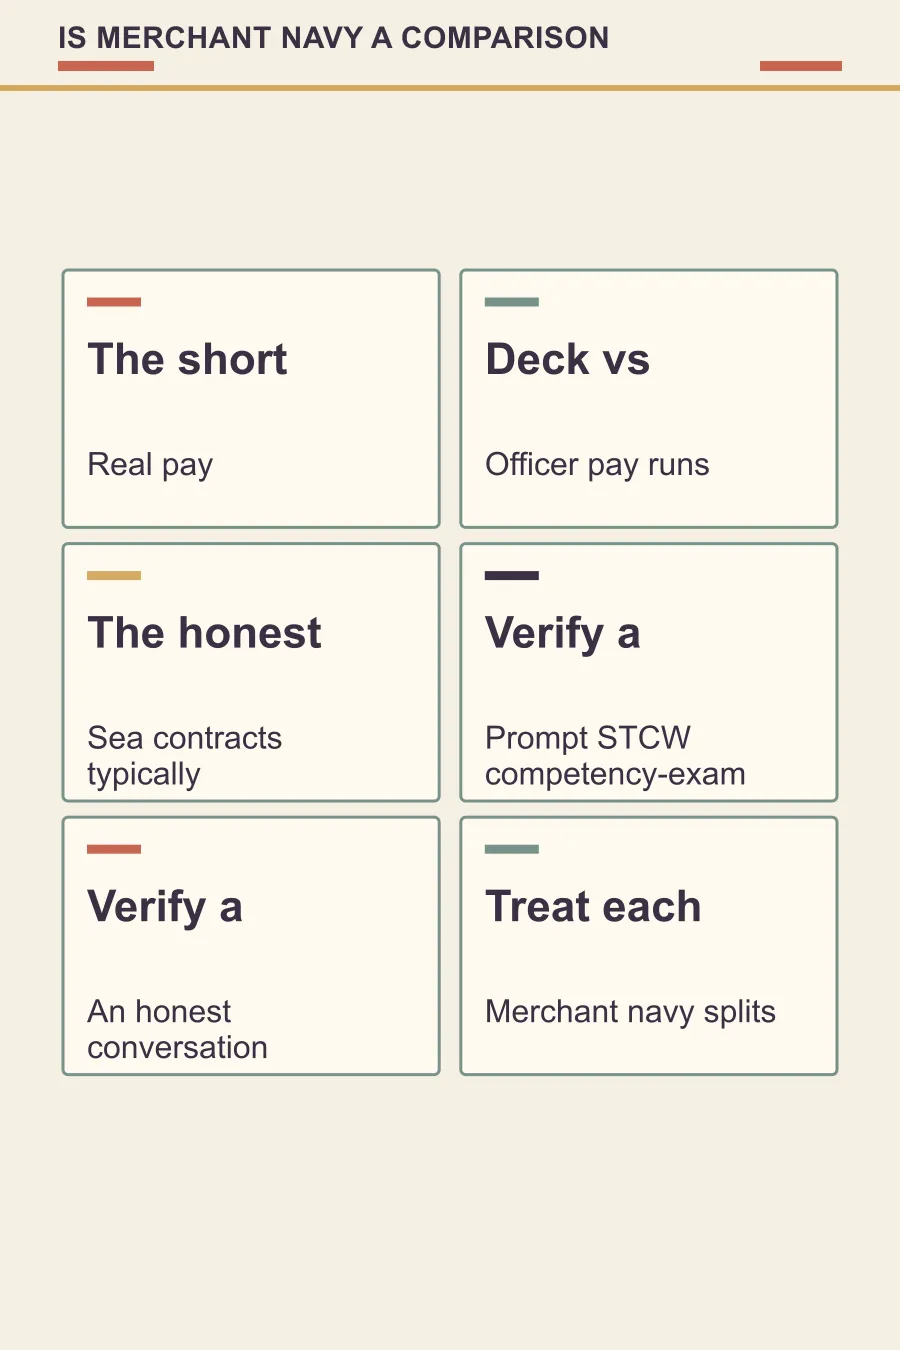 IS MERCHANT NAVY A COMPARISON
The short
Real pay
Deck vs
Officer pay runs
The honest
Sea contracts
typically
Verify a
Prompt STCW
competency-exam
Verify a
An honest
conversation
Treat each
Merchant navy splits